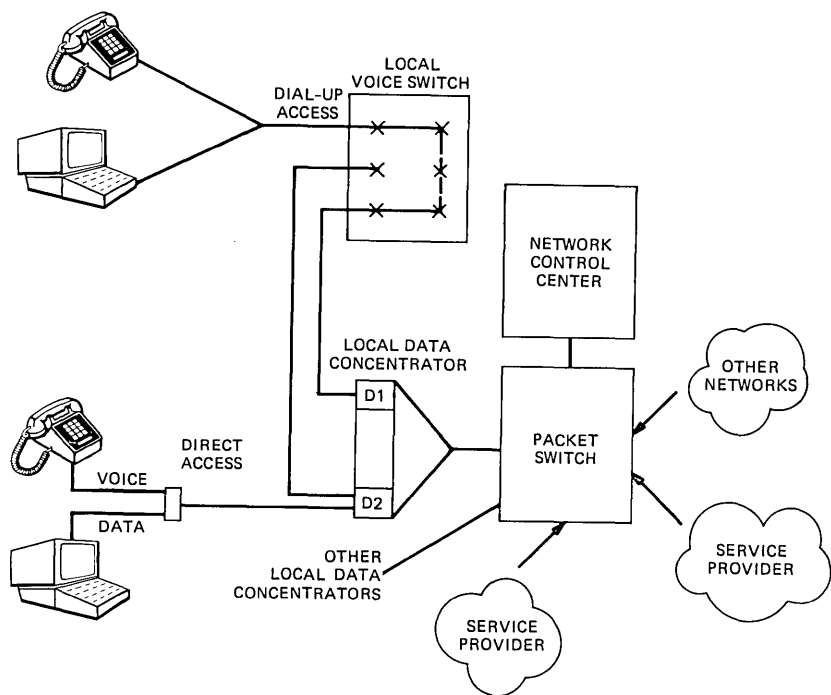 LOCAL
VOICE SWITCH
DIAL-UP
ACCESS
NETWORK
CONTROL
CENTER
LOCAL DATA
CONCENTRATOR
D1
D2
OTHER
NETWORKS
PACKET
SWITCH
DIRECT
ACCESS
VOICE
DATA
OTHER
LOCAL DATA
CONCENTRATORS
SERVICE
PROVIDER
SERVICE
PROVIDER